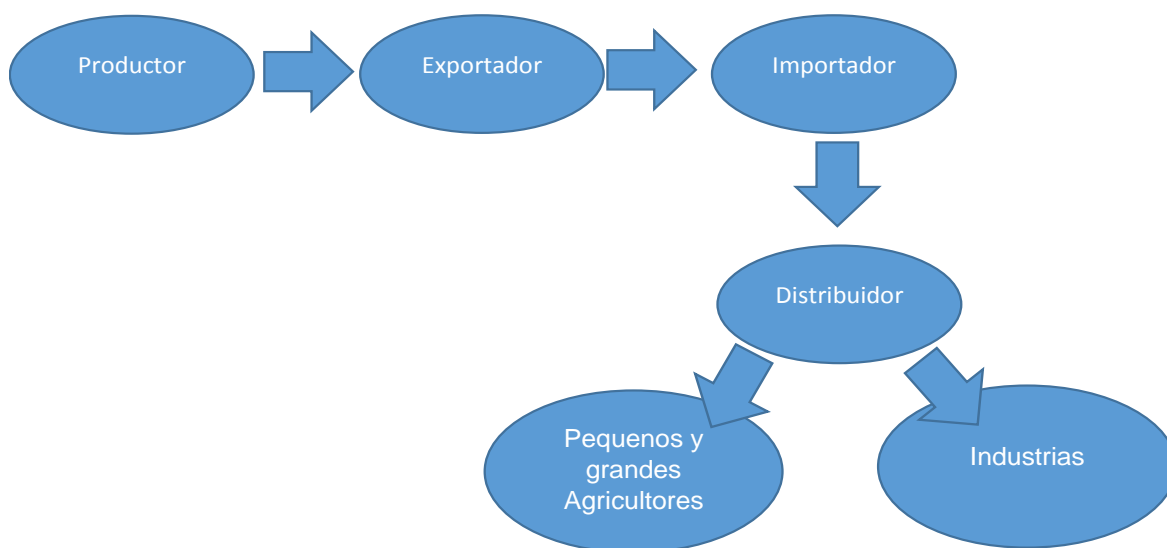 Productor
Exportador
Importador
Distribuidor
Pequenos y
grandes
Agricultores
Industrias